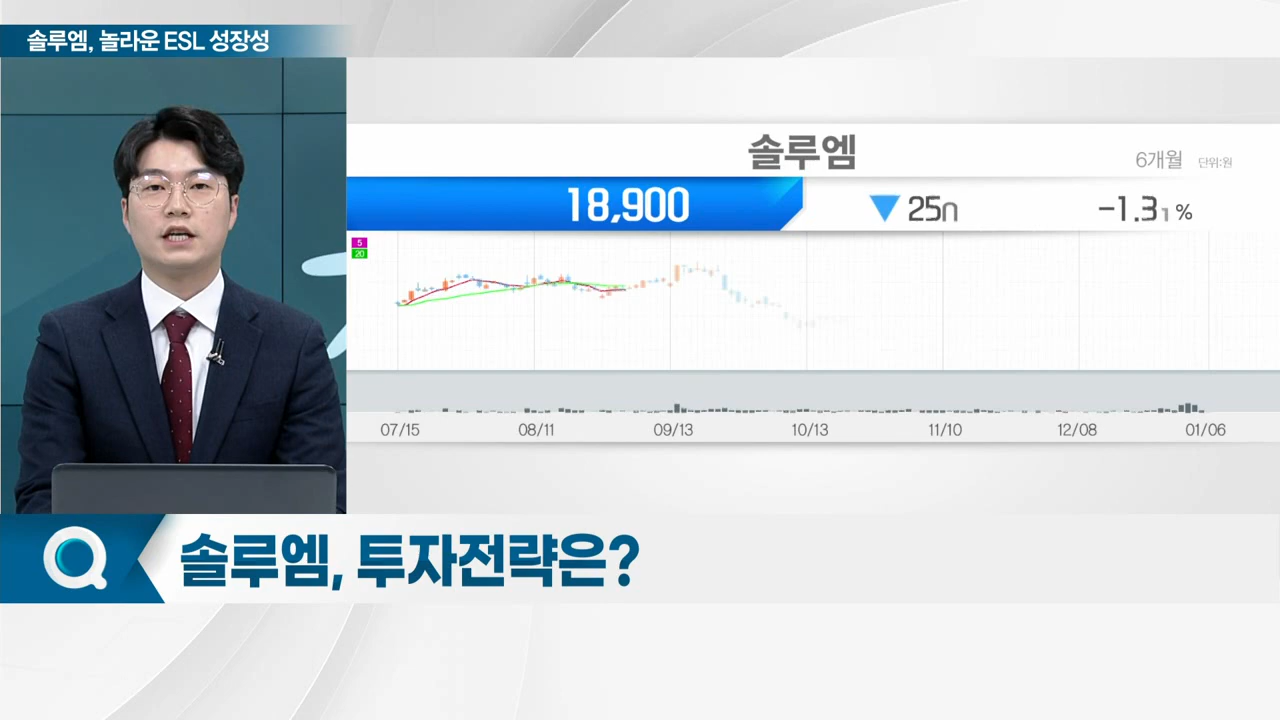 솔루엠, 놀라운 ESL 성장성
솔루엠
6개월 단위:원
18,900 ▼ 25 -1.31 %
5
20
07/15 08/11 09/13 10/13 11/10 12/08 01/06
솔루엠, 투자전략은?